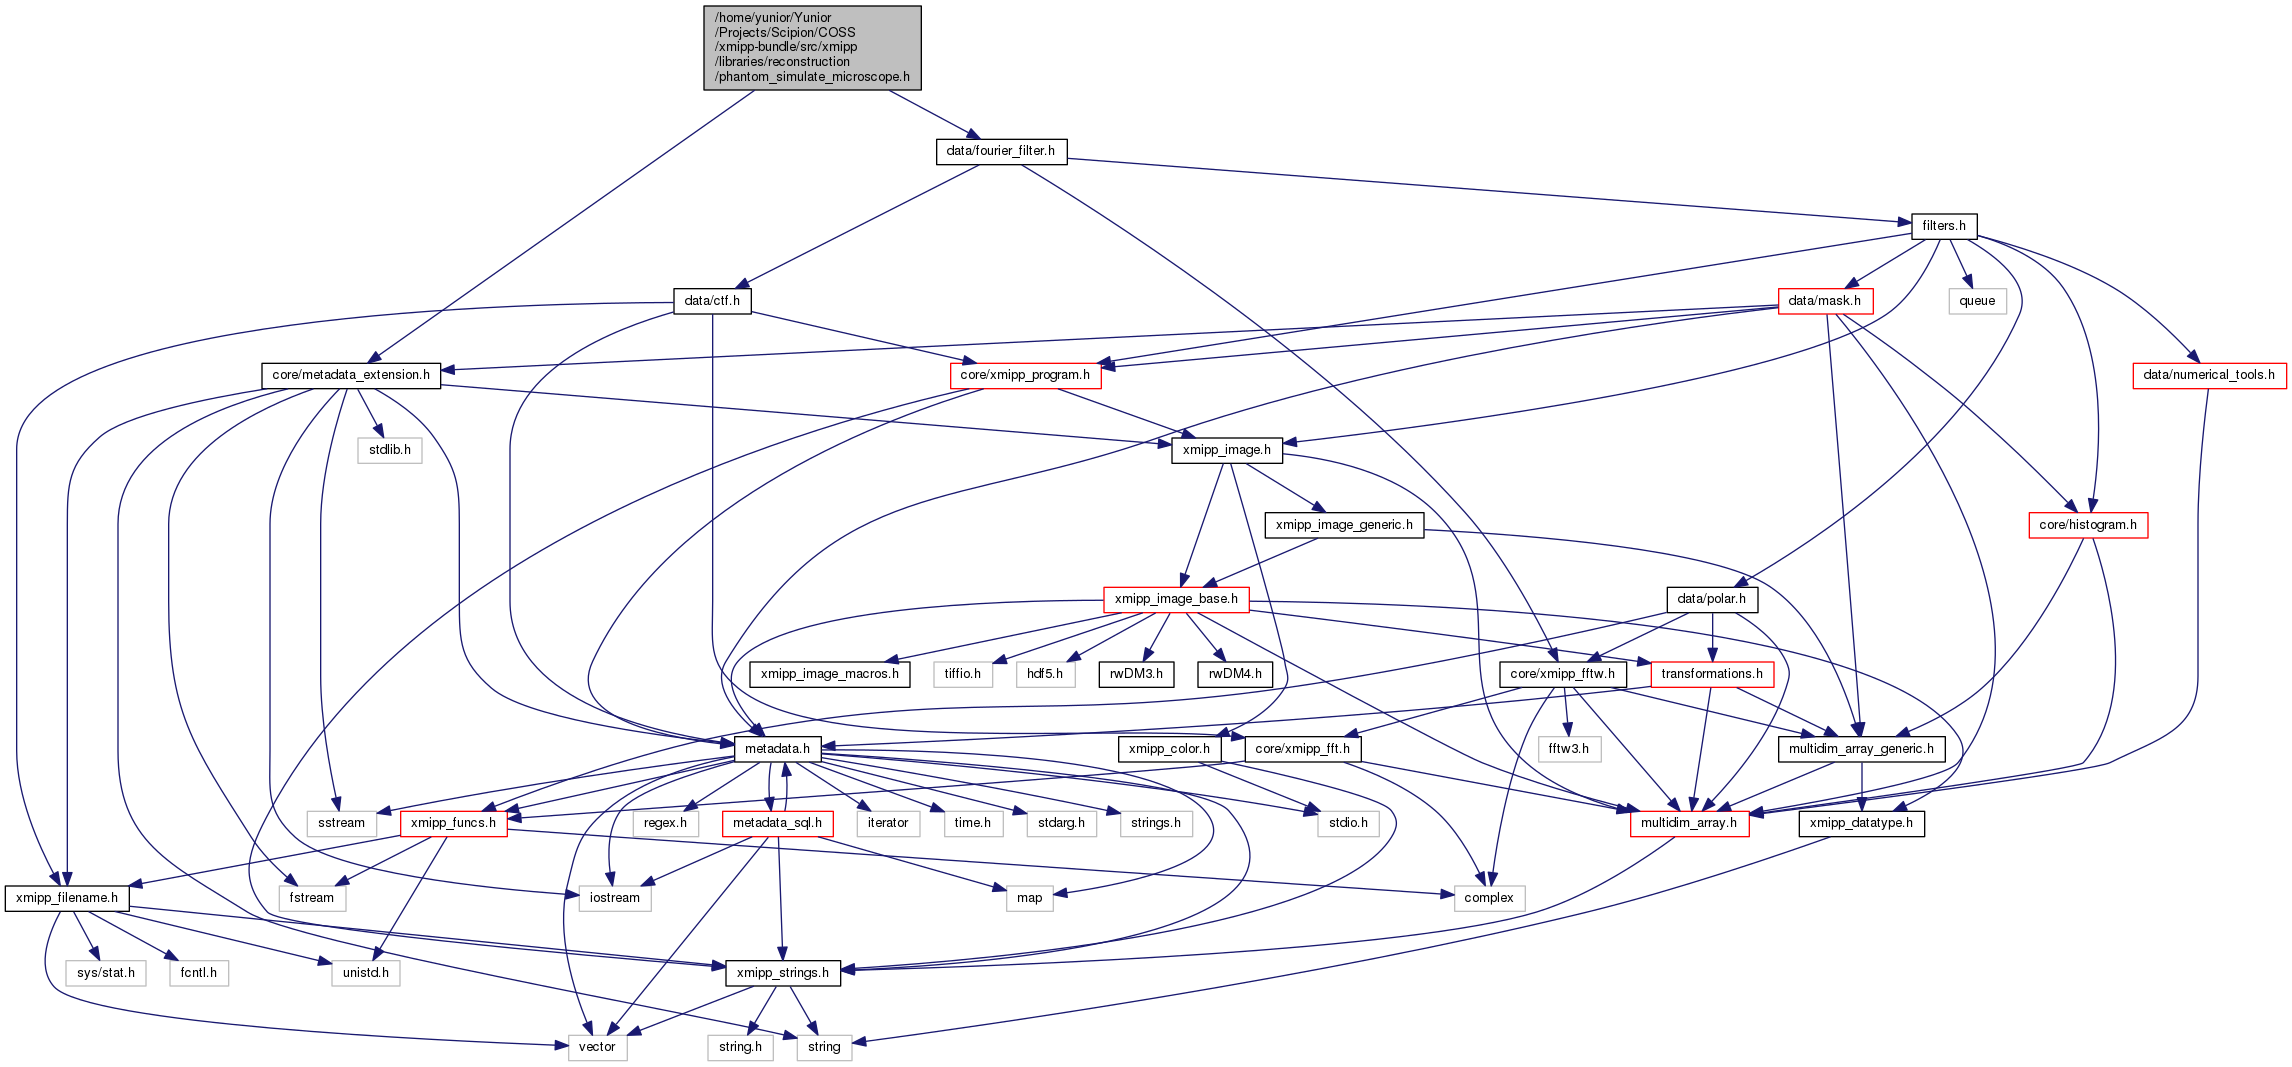 /home/yunior/Yunior
/Projects/Scipion/COSS
/xmipp-bundle/src/xmipp
/libraries/reconstruction
/phantom_simulate_microscope.h
data/fourier_filter.h
filters.h
data/ctf.h
data/mask.h
queue
core/metadata_extension.h
core/xmipp_program.h
data/numerical_tools.h
stdlib.h
xmipp_image.h
xmipp_image_generic.h
core/histogram.h
xmipp_image_base.h
data/polar.h
xmipp_image_macros.h
tiffio.h
hdf5.h
rwDM3.h
rwDM4.h
core/xmipp_fftw.h
transformations.h
metadata.h
xmipp_color.h
core/xmipp_fft.h
fftw3.h
multidim_array_generic.h
sstream
xmipp_funcs.h
regex.h
metadata_sql.h
iterator
time.h
stdarg.h
strings.h
stdio.h
multidim_array.h
xmipp_datatype.h
xmipp_filename.h
fstream
iostream
map
complex
sys/stat.h
fcntl.h
unistd.h
xmipp_strings.h
vector
string.h
string